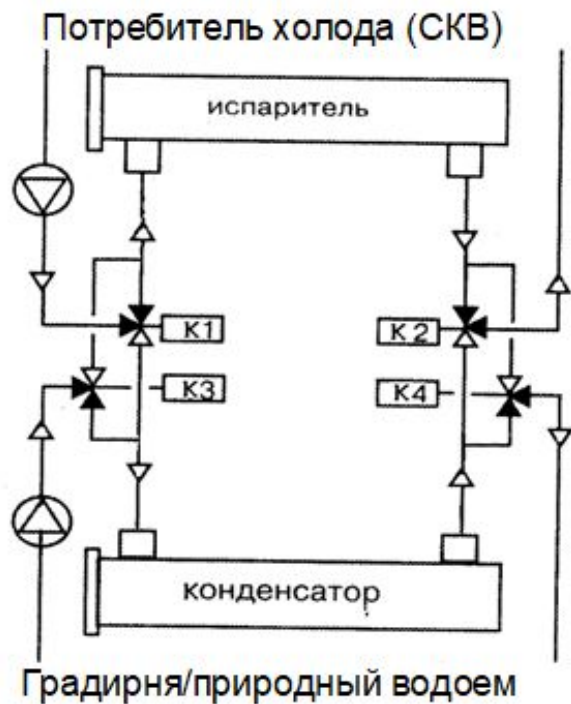 Потребитель холода (СКВ)
испаритель
К1
К2
К3
К4
конденсатор
Градирня/природный водоем